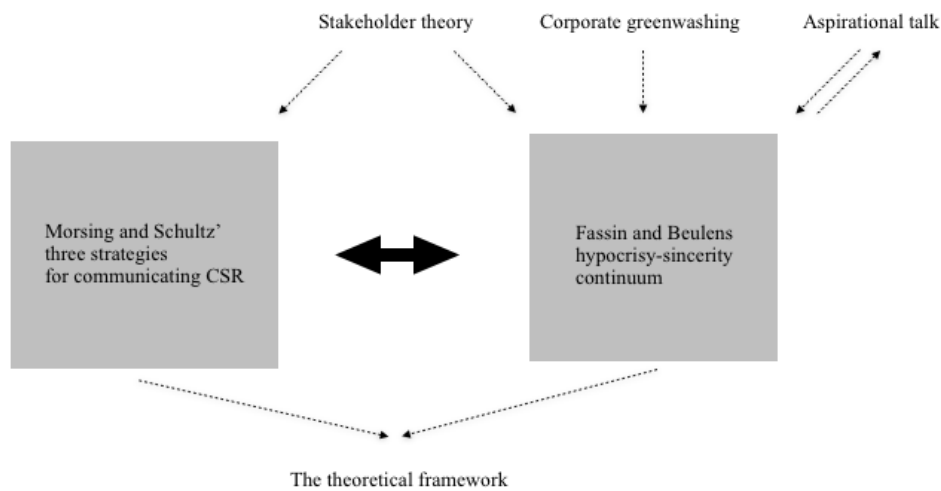 Stakeholder theory
Corporate greenwashing
Aspirational talk
Morsing and Schultz’
three strategies
for communicating CSR
Fassin and Beulens
hypocrisy-sincerity
continuum
The theoretical framework